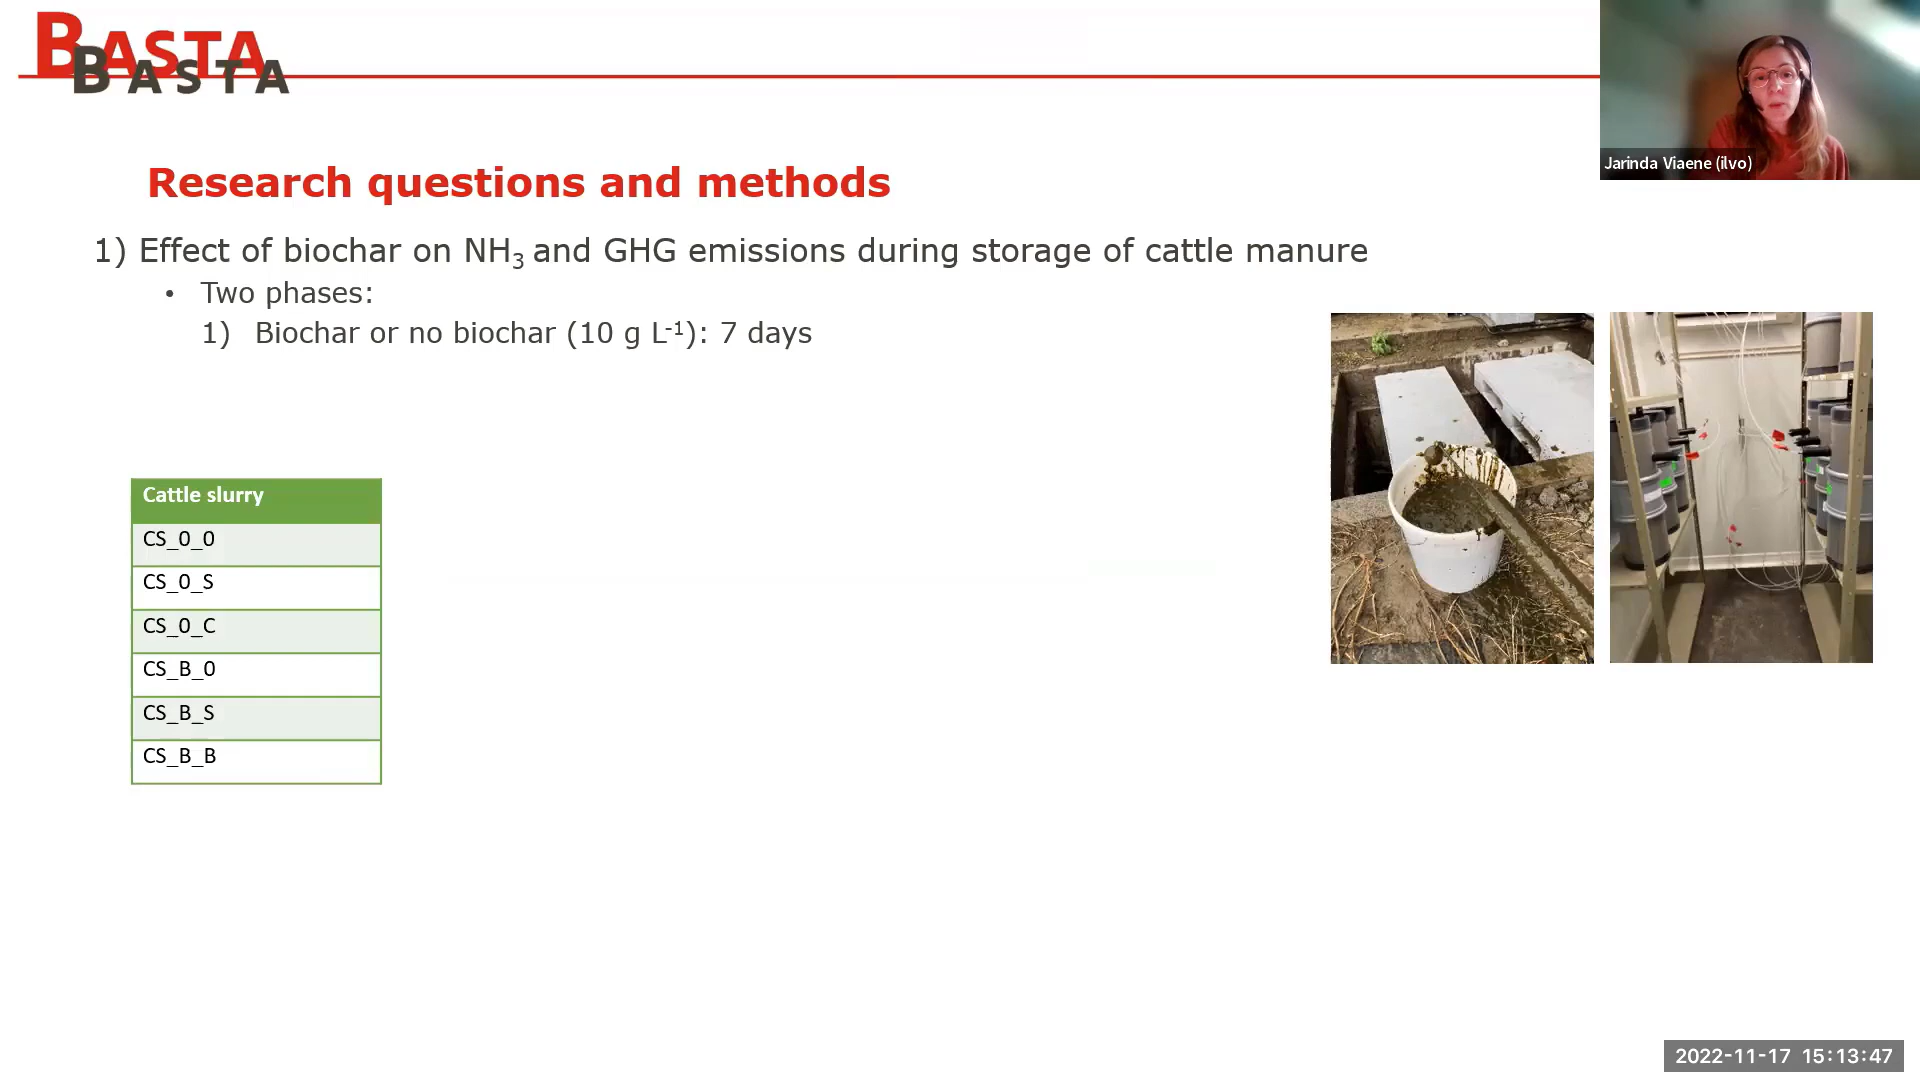 BASTA
BASTA
Jarinda Viaene (ilvo)
Research questions and methods
1) Effect of biochar on NH3 and GHG emissions during storage of cattle manure
• Two phases:
1) Biochar or no biochar (10 g L-1): 7 days
Cattle slurry
CS_0_0
CS_0_S
CS_0_C
CS_B_0
CS_B_S
CS_B_B
2022-11-17 15:13:47